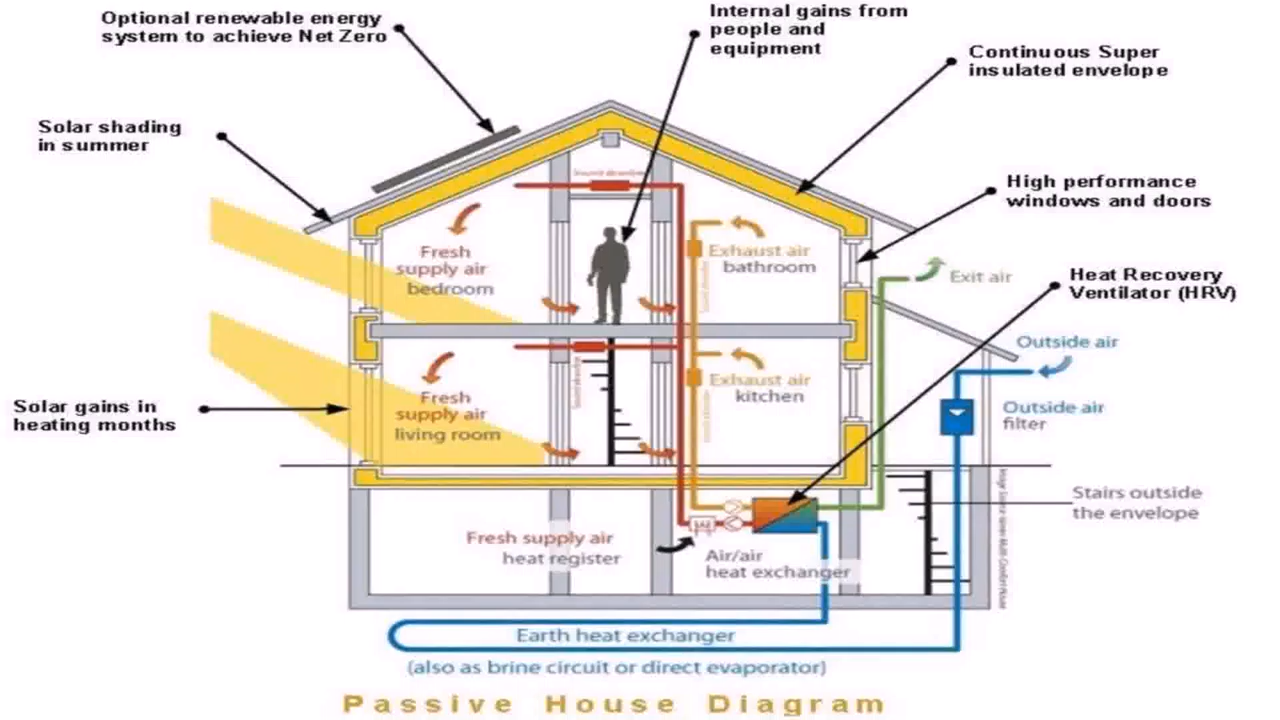 Optional renewable energy
system to achieve Net Zero
Internal gains from
people and
equipment
Continuous Super
insulated envelope
Solar shading
in summer
High performance
windows and doors
Fresh
supply air
bedroom
Exhaust air
bathroom
Exit air
Heat Recovery
Ventilator (HRV)
Outside air
Fresh
supply air
living room
Exhaust air
kitchen
Outside air
filter
Solar gains in
heating months
Stairs outside
the envelope
Fresh supply air
heat register
Air/air
heat exchanger
Earth heat exchanger
(also as brine circuit or direct evaporator)
Passive House Diagram